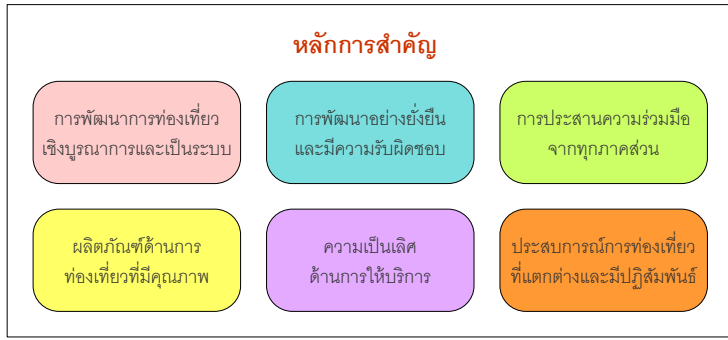 หลักการสำคัญ
การพัฒนาการท่องเที่ยว
เชิงบูรณาการและเป็นระบบ
การพัฒนาอย่างยั่งยืน
และมีความรับผิดชอบ
การประสานความร่วมมือ
จากทุกภาคส่วน
ผลิตภัณฑ์ด้านการ
ท่องเที่ยวที่มีคุณภาพ
ความเป็นเลิศ
ด้านการให้บริการ
ประสบการณ์การท่องเที่ยว
ที่แตกต่างและมีปฏิสัมพันธ์